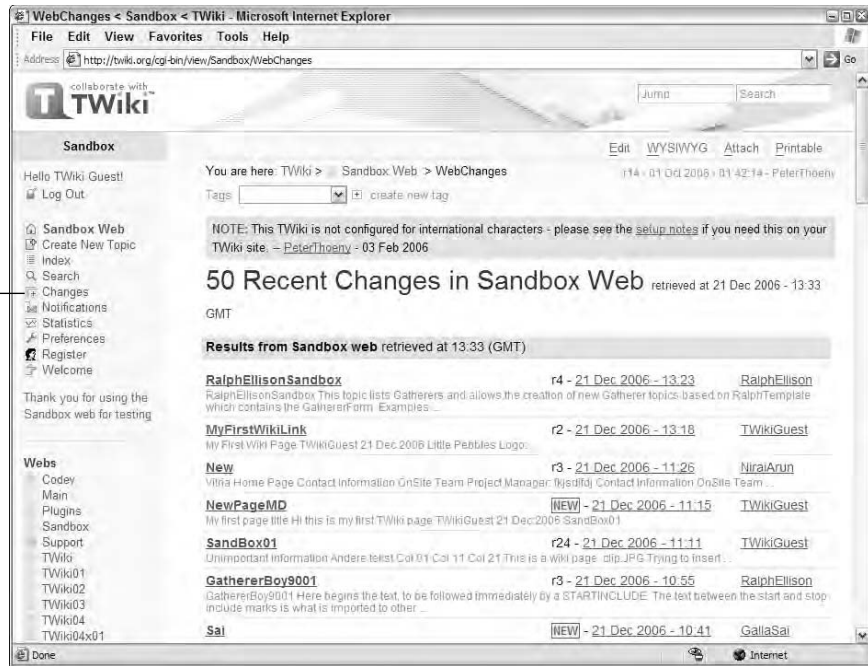 WebChanges < Sandbox < TWiki - Microsoft Internet Explorer
File Edit View Favorites Tools Help
Address http://twiki.org/cgi-bin/view/Sandbox/WebChanges Go
collaborate with
TWiki™
Jump Search
Sandbox
Edit WYSIWYG Attach Printable
Hello TWiki Guest!
Log Out
You are here: TWiki > Sandbox Web > WebChanges
r14 - 01 Oct 2006 - 01:42:14 - PeterThoeny
Tags create new tag
Sandbox Web
Create New Topic
Index
Search
Changes
Notifications
Statistics
Preferences
Register
Welcome
Thank you for using the
Sandbox web for testing
Webs
Codev
Main
Plugins
Sandbox
Support
TWiki
TWiki01
TWiki02
TWiki03
TWiki04
TWiki04x01
NOTE: This TWiki is not configured for international characters - please see the setup notes if you need this on your
TWiki site. – PeterThoeny - 03 Feb 2006
50 Recent Changes in Sandbox Web retrieved at 21 Dec 2006 - 13:33
GMT
Results from Sandbox web retrieved at 13:33 (GMT)
RalphEllisonSandbox r4 - 21 Dec 2006 - 13:23 RalphEllison
RalphEllisonSandbox This topic lists Gatherers and allows the creation of new Gatherer topics based on RalphTemplate
which contains the GathererForm. Examples ...
MyFirstWikiLink r2 - 21 Dec 2006 - 13:18 TWikiGuest
My First Wiki Page TWikiGuest 21 Dec 2006 Little Pebbles Logo:
New r3 - 21 Dec 2006 - 11:26 NirajArun
Vitria Home Page Contact Information OnSite Team Project Manager: Contact Information OnSite Team ...
NewPageMD NEW - 21 Dec 2006 - 11:15 TWikiGuest
My first page title Hi this is my first TWiki page TWikiGuest 21 Dec 2006 SandBox01
SandBox01 r24 - 21 Dec 2006 - 11:11 TWikiGuest
Unimportant Information Andere tekst Col 01 Col 11 Col 21 This is a wiki page clip.JPG Trying to insert ...
GathererBoy9001 r3 - 21 Dec 2006 - 10:55 RalphEllison
GathererBoy9001 Here begins the text, to be followed immediately by a STARTINCLUDE. The text between the start and stop
include marks is what is imported to other ...
Sai NEW - 21 Dec 2006 - 10:41 GallaSai
Done Internet